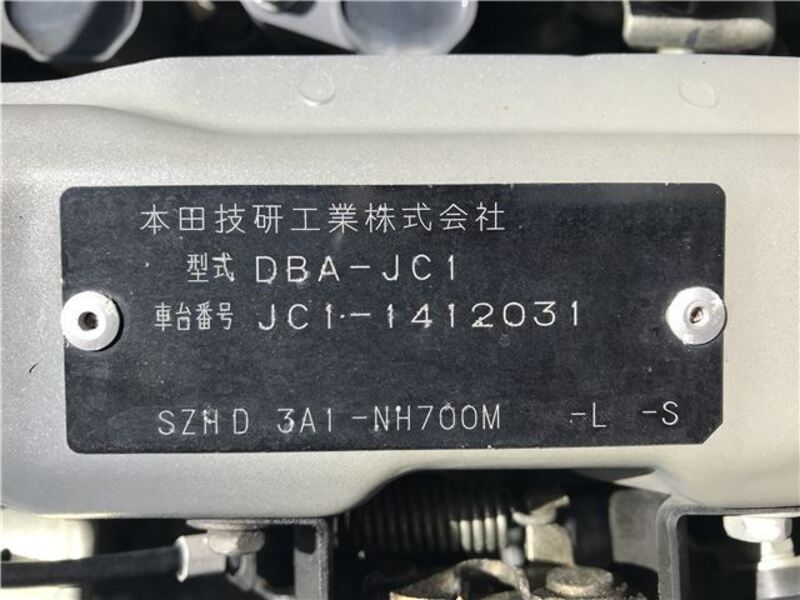 本田技研工業株式会社
型式 DBA-JC1
車台番号 JC1-1412031
SZHD 3A1-NH700M -L -S